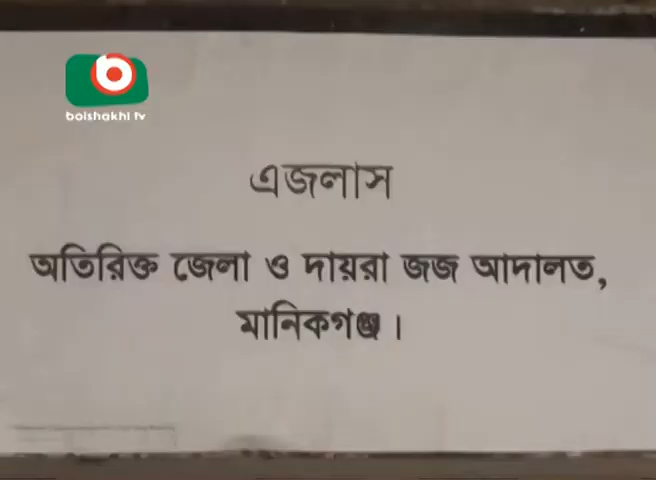 boishakhi tv
এজলাস
অতিরিক্ত জেলা ও দায়রা জজ আদালত,
মানিকগঞ্জ।